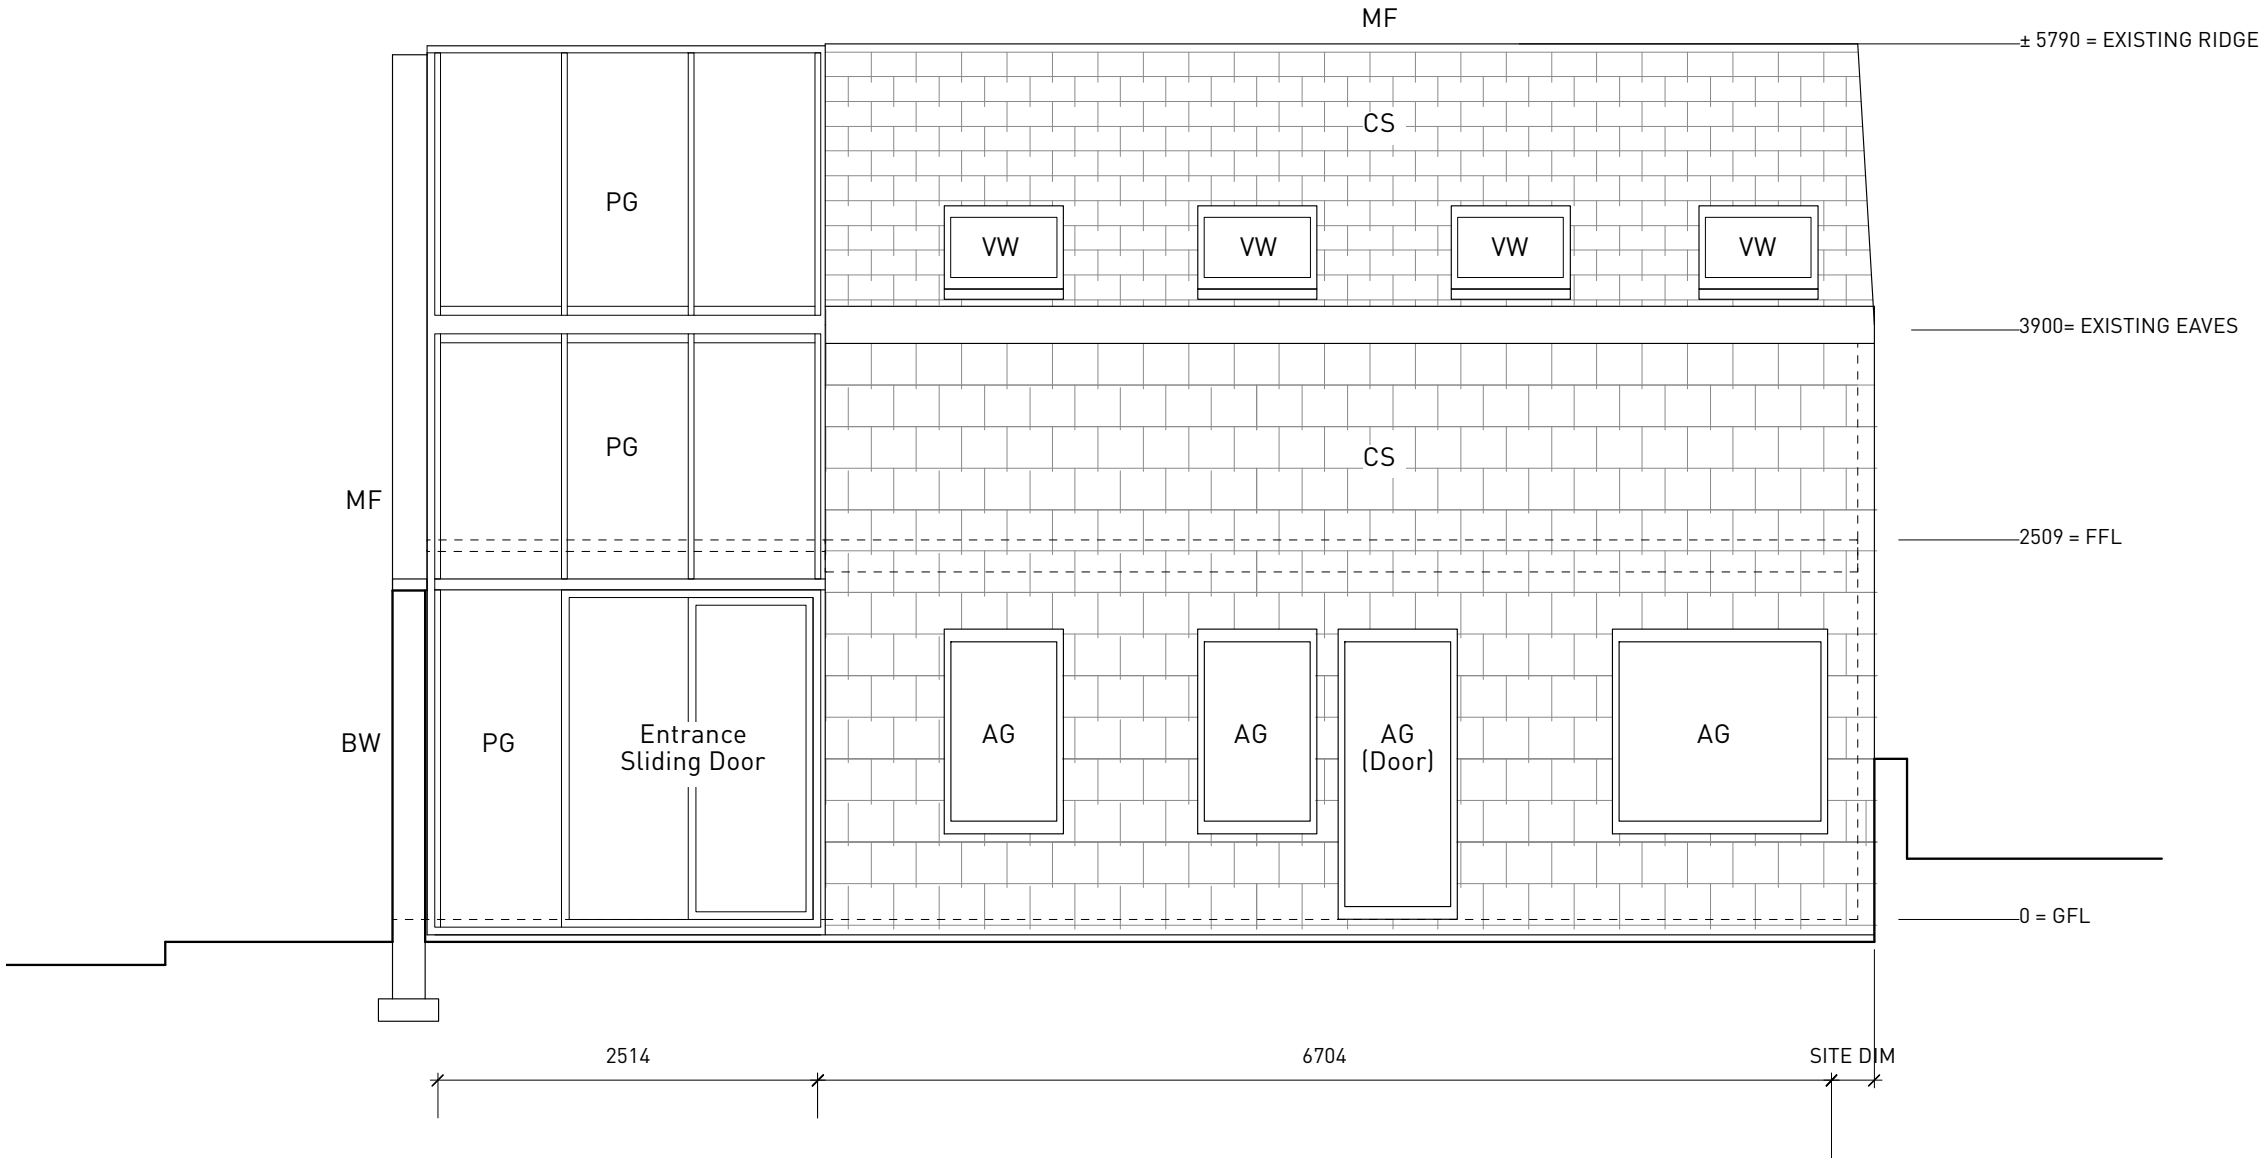 MF
± 5790 = EXISTING RIDGE
CS
PG
VW
VW
VW
VW
3900= EXISTING EAVES
PG
CS
MF
2509 = FFL
BW
PG
Entrance
Sliding Door
AG
AG
AG
(Door)
AG
0 = GFL
2514
6704
SITE DIM